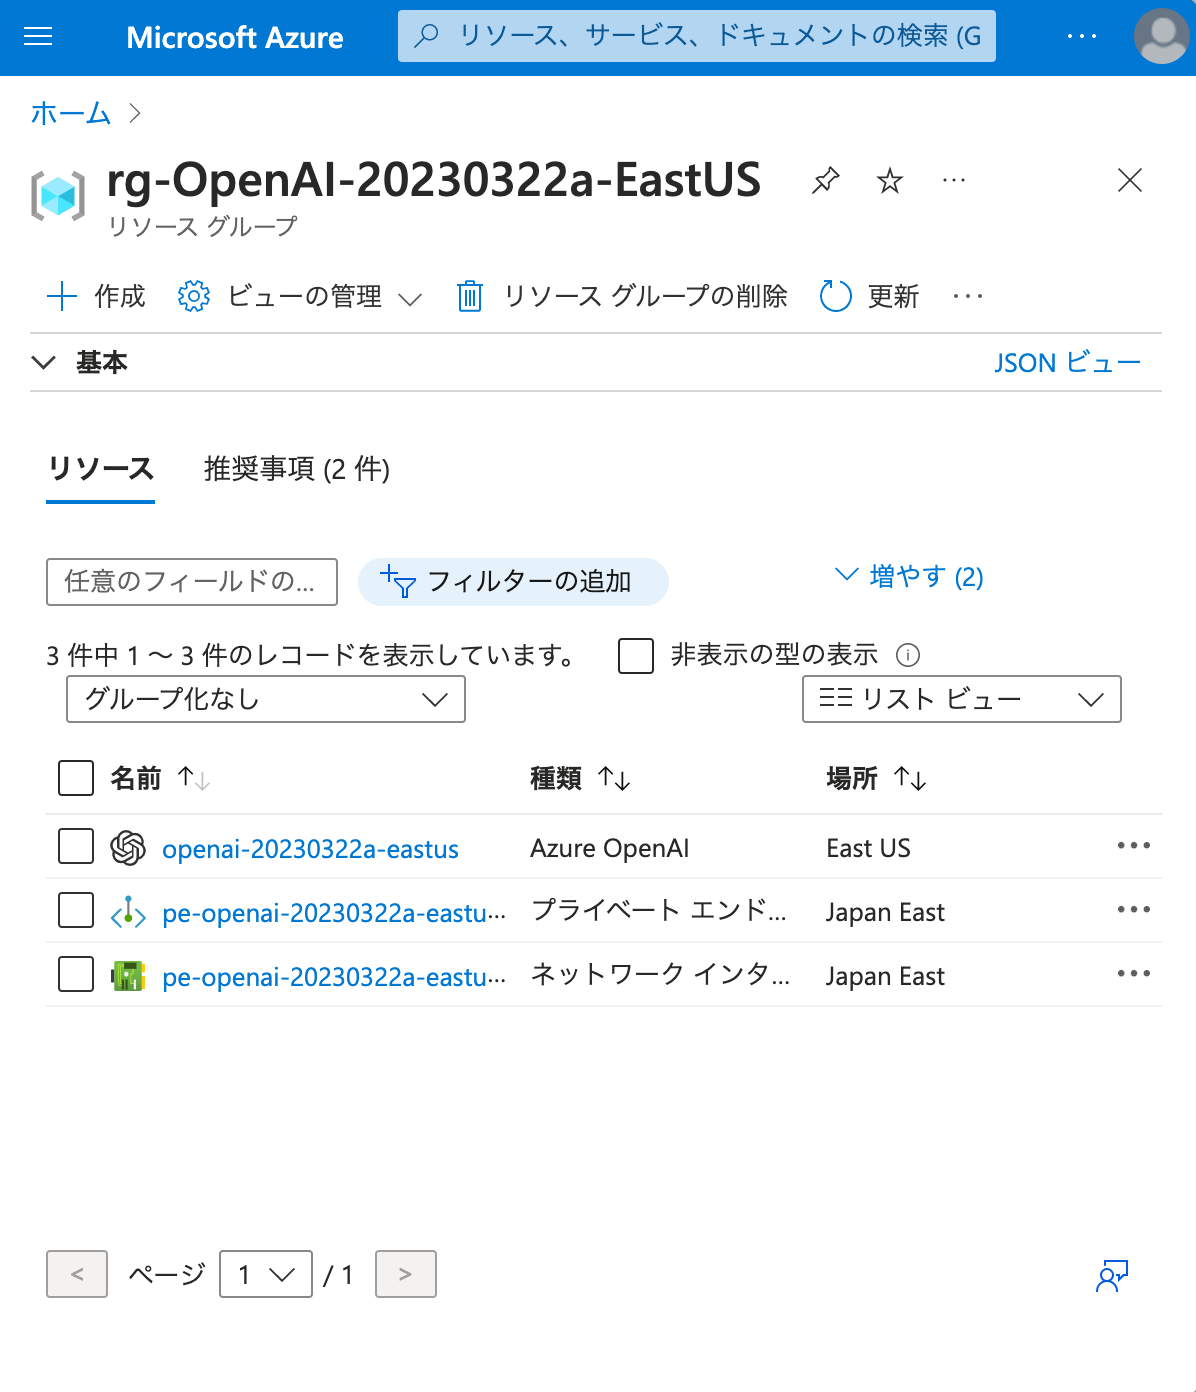 Microsoft Azure
リソース、サービス、ドキュメントの検索 (G
ホーム
rg-OpenAI-20230322a-EastUS
リソース グループ
作成 ビューの管理 リソース グループの削除 更新
基本 JSON ビュー
リソース 推奨事項 (2 件)
任意のフィールドの... フィルターの追加 増やす (2)
3 件中 1 ～ 3 件のレコードを表示しています。 非表示の型の表示
グループ化なし リスト ビュー
名前 種類 場所
openai-20230322a-eastus Azure OpenAI East US
pe-openai-20230322a-eastu... プライベート エンド... Japan East
pe-openai-20230322a-eastu... ネットワーク インタ... Japan East
< ページ 1 / 1 >